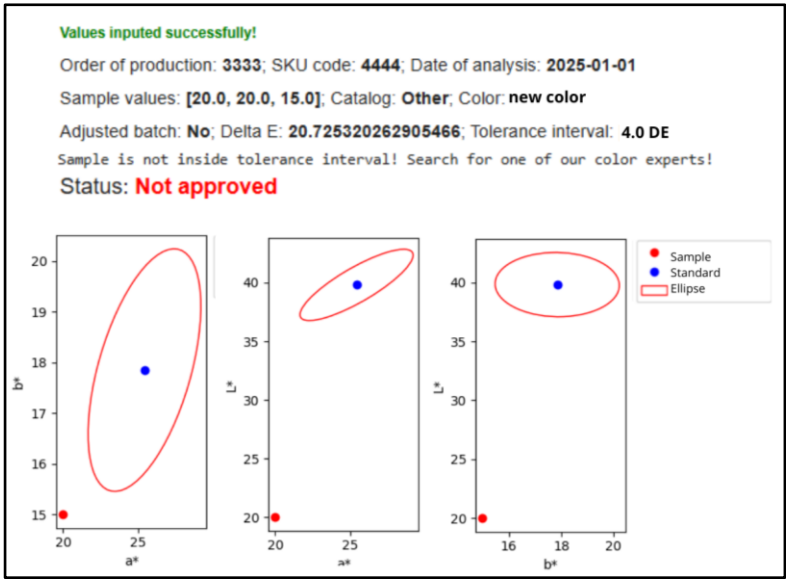 Values inputed successfully!
Order of production: 3333; SKU code: 4444; Date of analysis: 2025-01-01
Sample values: [20.0, 20.0, 15.0]; Catalog: Other; Color: new color
Adjusted batch: No; Delta E: 20.725320262905466; Tolerance interval: 4.0 DE
Sample is not inside tolerance interval! Search for one of our color experts!
Status: Not approved
20
19
18
17
16
15
b*
20 25
a*
40
35
30
25
20
L*
20 25
a*
40
35
30
25
20
L*
16 18 20
b*
Sample
Standard
Ellipse